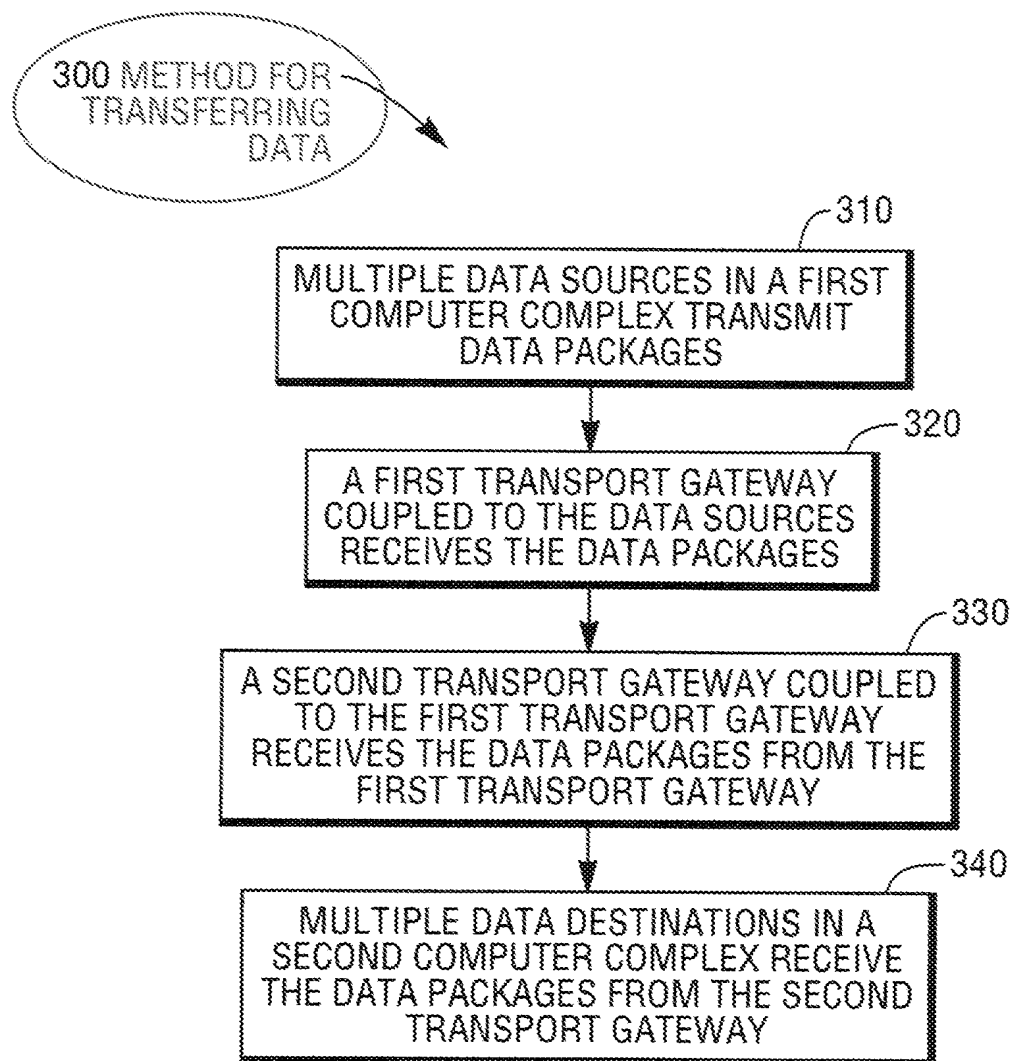 300 METHOD FOR
TRANSFERRING
DATA
310
MULTIPLE DATA SOURCES IN A FIRST
COMPUTER COMPLEX TRANSMIT
DATA PACKAGES
320
A FIRST TRANSPORT GATEWAY
COUPLED TO THE DATA SOURCES
RECEIVES THE DATA PACKAGES
330
A SECOND TRANSPORT GATEWAY COUPLED
TO THE FIRST TRANSPORT GATEWAY
RECEIVES THE DATA PACKAGES FROM THE
FIRST TRANSPORT GATEWAY
340
MULTIPLE DATA DESTINATIONS IN A
SECOND COMPUTER COMPLEX RECEIVE
THE DATA PACKAGES FROM THE SECOND
TRANSPORT GATEWAY